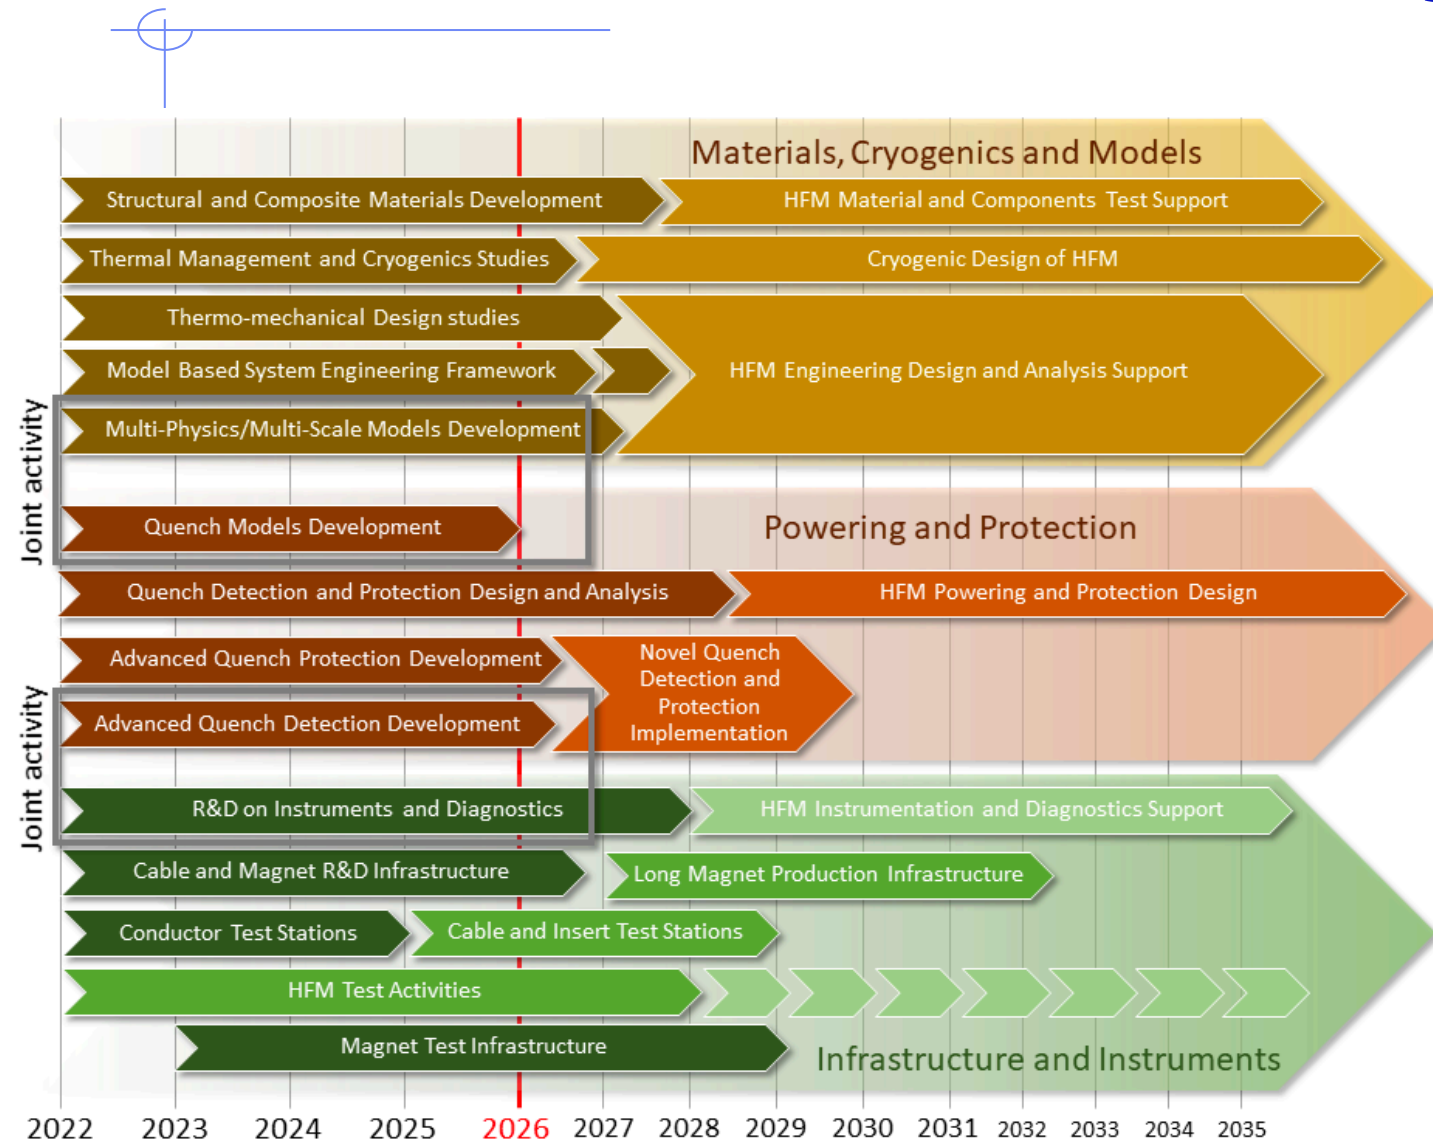 Materials, Cryogenics and Models
Structural and Composite Materials Development
HFM Material and Components Test Support
Thermal Management and Cryogenics Studies
Cryogenic Design of HFM
Thermo-mechanical Design studies
Model Based System Engineering Framework
HFM Engineering Design and Analysis Support
Joint activity
Multi-Physics/Multi-Scale Models Development
Quench Models Development
Powering and Protection
Quench Detection and Protection Design and Analysis
HFM Powering and Protection Design
Advanced Quench Protection Development
Novel Quench
Detection and
Protection
Implementation
Joint activity
Advanced Quench Detection Development
R&D on Instruments and Diagnostics
HFM Instrumentation and Diagnostics Support
Cable and Magnet R&D Infrastructure
Long Magnet Production Infrastructure
Conductor Test Stations
Cable and Insert Test Stations
HFM Test Activities
Magnet Test Infrastructure
Infrastructure and Instruments
2022 2023 2024 2025 2026 2027 2028 2029 2030 2031 2032 2033 2034 2035